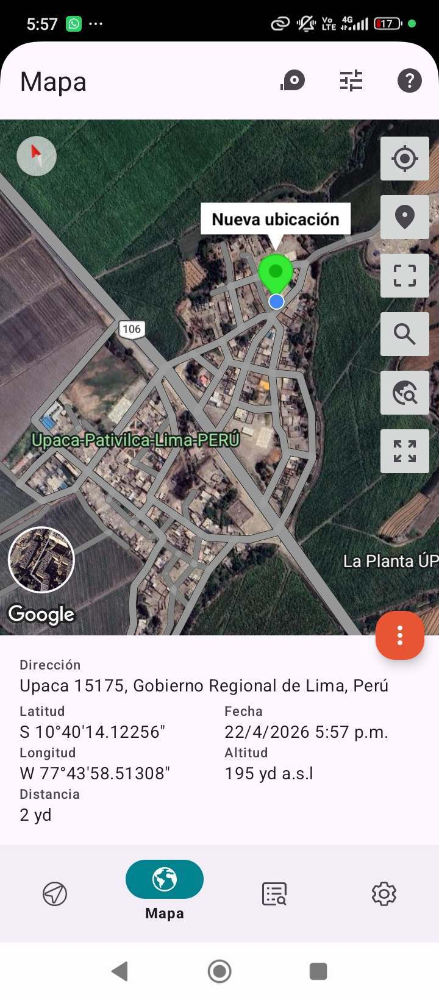 5:57
Vo LTE 4G 17
Mapa
Nueva ubicación
106
Upaca-Pativilca-Lima-PERÚ
La Planta ÚP
Google
Dirección
Upaca 15175, Gobierno Regional de Lima, Perú
Latitud Fecha
S 10°40'14.12256" 22/4/2026 5:57 p.m.
Longitud Altitud
W 77°43'58.51308" 195 yd a.s.l
Distancia
2 yd
Mapa